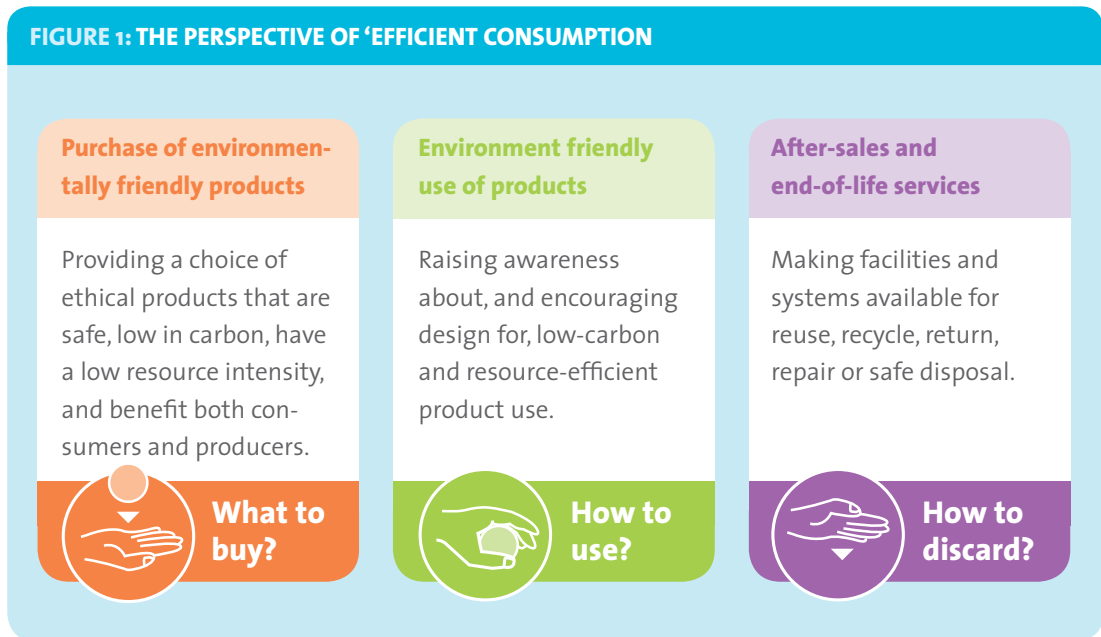 FIGURE 1: THE PERSPECTIVE OF ‘EFFICIENT CONSUMPTION
Purchase of environmen-
tally friendly products
Providing a choice of
ethical products that are
safe, low in carbon, have
a low resource intensity,
and benefit both con-
sumers and producers.
What to
buy?
Environment friendly
use of products
Raising awareness
about, and encouraging
design for, low-carbon
and resource-efficient
product use.
How to
use?
After-sales and
end-of-life services
Making facilities and
systems available for
reuse, recycle, return,
repair or safe disposal.
How to
discard?